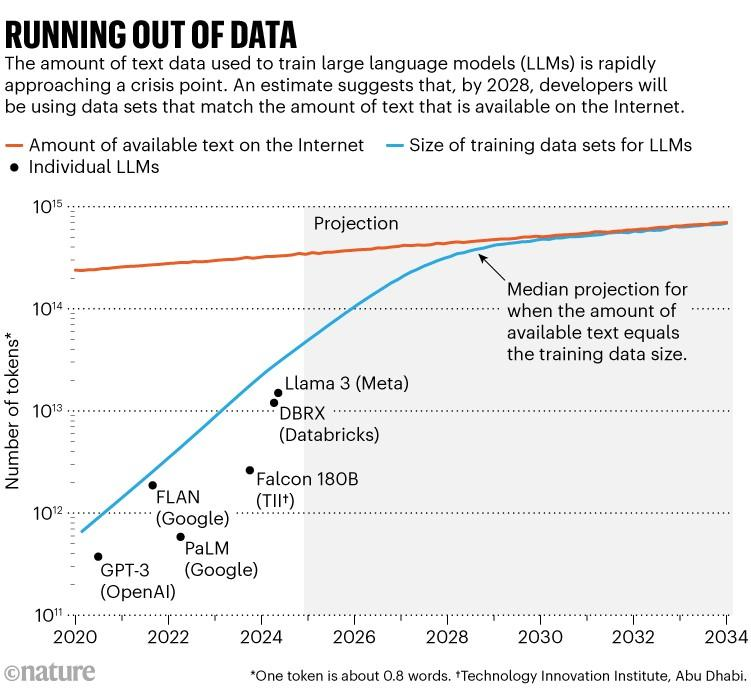 RUNNING OUT OF DATA
The amount of text data used to train large language models (LLMs) is rapidly
approaching a crisis point. An estimate suggests that, by 2028, developers will
be using data sets that match the amount of text that is available on the Internet.
Amount of available text on the Internet
Size of training data sets for LLMs
Individual LLMs
10¹⁵
Projection
10¹⁴
Median projection for
when the amount of
available text equals
the training data size.
Number of tokens*
Llama 3 (Meta)
10¹³
DBRX
(Databricks)
Falcon 180B
(TII†)
FLAN
(Google)
10¹²
PaLM
(Google)
GPT-3
(OpenAI)
10¹¹
2020 2022 2024 2026 2028 2030 2032 2034
©nature
*One token is about 0.8 words. †Technology Innovation Institute, Abu Dhabi.